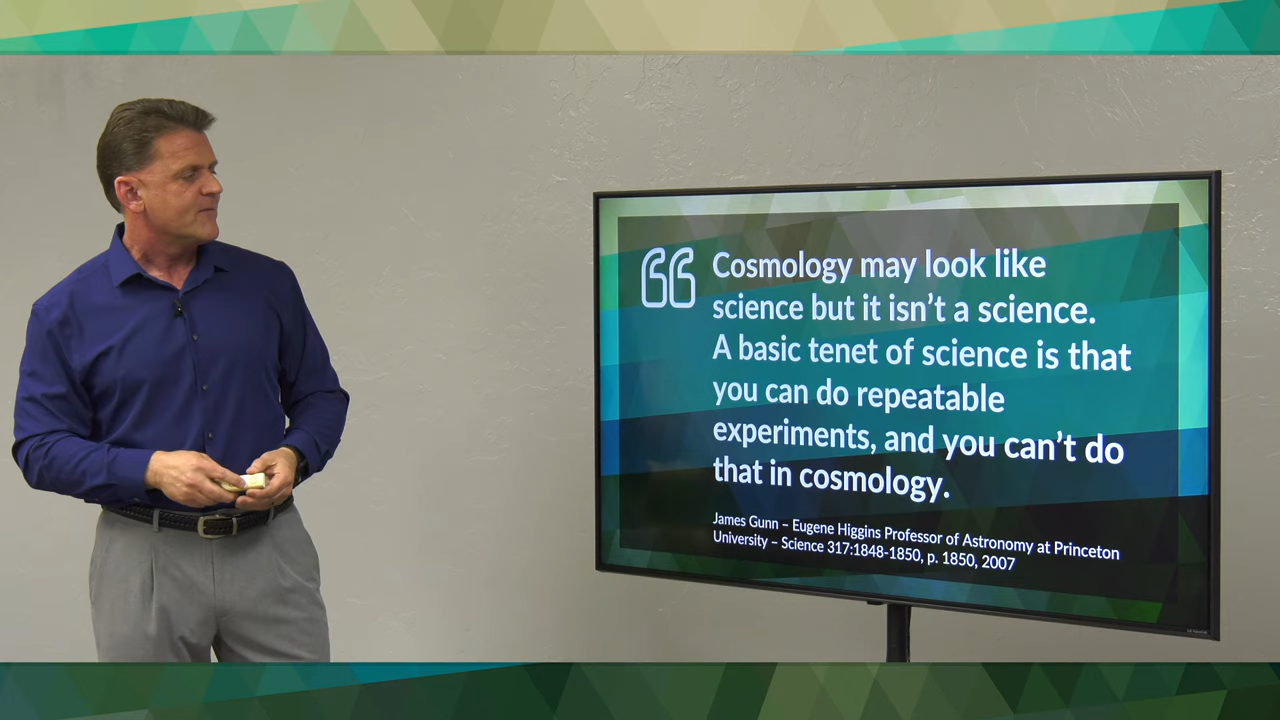 Cosmology may look like
science but it isn't a science.
A basic tenet of science is that
you can do repeatable
experiments, and you can't do
that in cosmology.
James Gunn – Eugene Higgins Professor of Astronomy at Princeton
University – Science 317:1848-1850, p. 1850, 2007